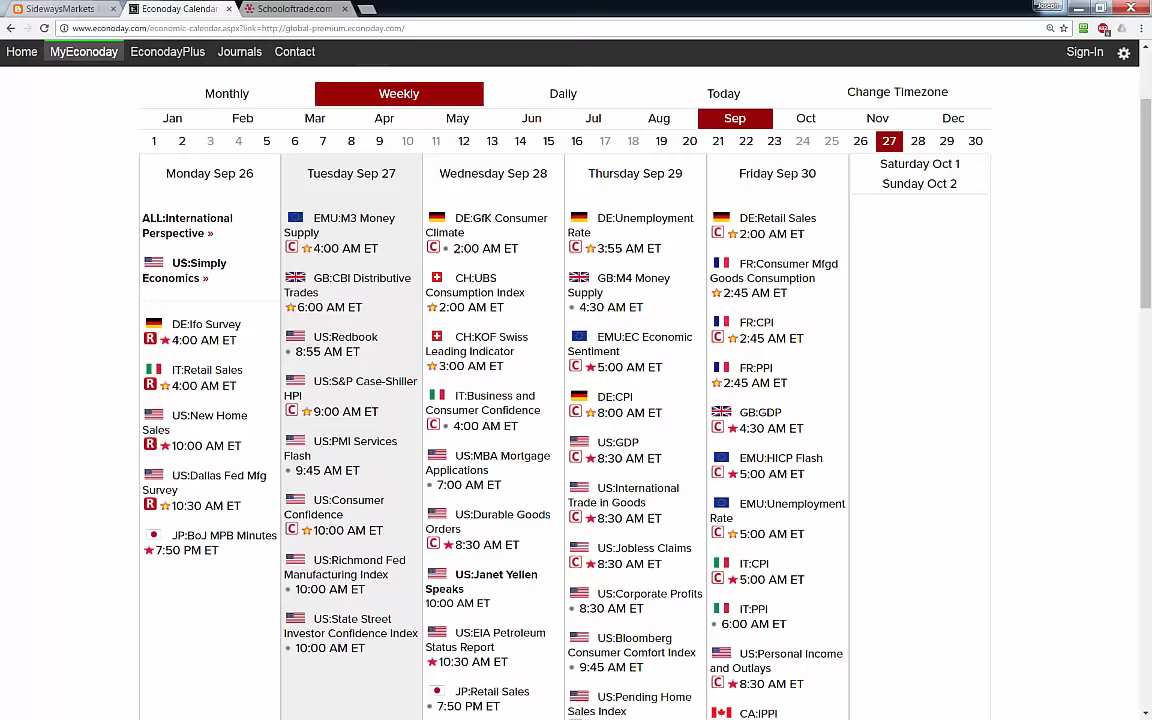 SidewaysMarkets
Econoday Calendar
Schooloftrade.com
Joseph
www.econoday.com/economic-calendar.aspx?link=http://global-premium.econoday.com/
Home MyEconoday EconodayPlus Journals Contact Sign-In
Monthly Weekly Daily Today Change Timezone
Jan Feb Mar Apr May Jun Jul Aug Sep Oct Nov Dec
1 2 3 4 5 6 7 8 9 10 11 12 13 14 15 16 17 18 19 20 21 22 23 24 25 26 27 28 29 30
Monday Sep 26
ALL:International
Perspective »
US:Simply
Economics »
DE:Ifo Survey
R 4:00 AM ET
IT:Retail Sales
R 4:00 AM ET
US:New Home
Sales
R 10:00 AM ET
US:Dallas Fed Mfg
Survey
R 10:30 AM ET
JP:BoJ MPB Minutes
7:50 PM ET
Tuesday Sep 27
EMU:M3 Money
Supply
C 4:00 AM ET
GB:CBI Distributive
Trades
6:00 AM ET
US:Redbook
8:55 AM ET
US:S&P Case-Shiller
HPI
C 9:00 AM ET
US:PMI Services
Flash
9:45 AM ET
US:Consumer
Confidence
C 10:00 AM ET
US:Richmond Fed
Manufacturing Index
10:00 AM ET
US:State Street
Investor Confidence Index
10:00 AM ET
Wednesday Sep 28
DE:GfK Consumer
Climate
C 2:00 AM ET
CH:UBS
Consumption Index
2:00 AM ET
CH:KOF Swiss
Leading Indicator
3:00 AM ET
IT:Business and
Consumer Confidence
C 4:00 AM ET
US:MBA Mortgage
Applications
7:00 AM ET
US:Durable Goods
Orders
C 8:30 AM ET
US:Janet Yellen
Speaks
10:00 AM ET
US:EIA Petroleum
Status Report
10:30 AM ET
JP:Retail Sales
7:50 PM ET
Thursday Sep 29
DE:Unemployment
Rate
C 3:55 AM ET
GB:M4 Money
Supply
4:30 AM ET
EMU:EC Economic
Sentiment
C 5:00 AM ET
DE:CPI
C 8:00 AM ET
US:GDP
C 8:30 AM ET
US:International
Trade in Goods
C 8:30 AM ET
US:Jobless Claims
C 8:30 AM ET
US:Corporate Profits
8:30 AM ET
US:Bloomberg
Consumer Comfort Index
9:45 AM ET
US:Pending Home
Sales Index
Friday Sep 30
DE:Retail Sales
C 2:00 AM ET
FR:Consumer Mfgd
Goods Consumption
2:45 AM ET
FR:CPI
C 2:45 AM ET
FR:PPI
2:45 AM ET
GB:GDP
C 4:30 AM ET
EMU:HICP Flash
C 5:00 AM ET
EMU:Unemployment
Rate
C 5:00 AM ET
IT:CPI
C 5:00 AM ET
IT:PPI
6:00 AM ET
US:Personal Income
and Outlays
C 8:30 AM ET
CA:IPPI
Saturday Oct 1
Sunday Oct 2